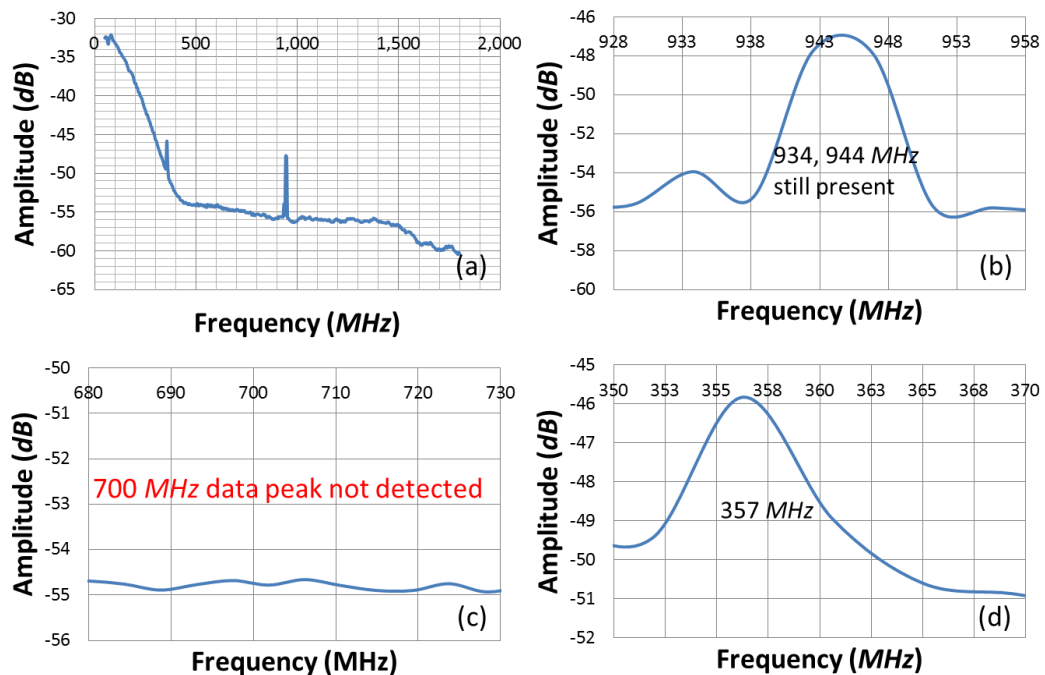 -30
-35
-40
-45
-50
-55
-60
-65
0 500 1,000 1,500 2,000
Amplitude (dB)
Frequency (MHz)
(a)
-46
-48
-50
-52
-54
-56
-58
-60
928 933 938 943 948 953 958
Amplitude (dB)
934, 944 MHz
still present
Frequency (MHz)
(b)
-50
-51
-52
-53
-54
-55
-56
680 690 700 710 720 730
Amplitude (dB)
700 MHz data peak not detected
Frequency (MHz)
(c)
-45
-46
-47
-48
-49
-50
-51
-52
350 353 355 358 360 363 365 368 370
Amplitude (dB)
357 MHz
Frequency (MHz)
(d)